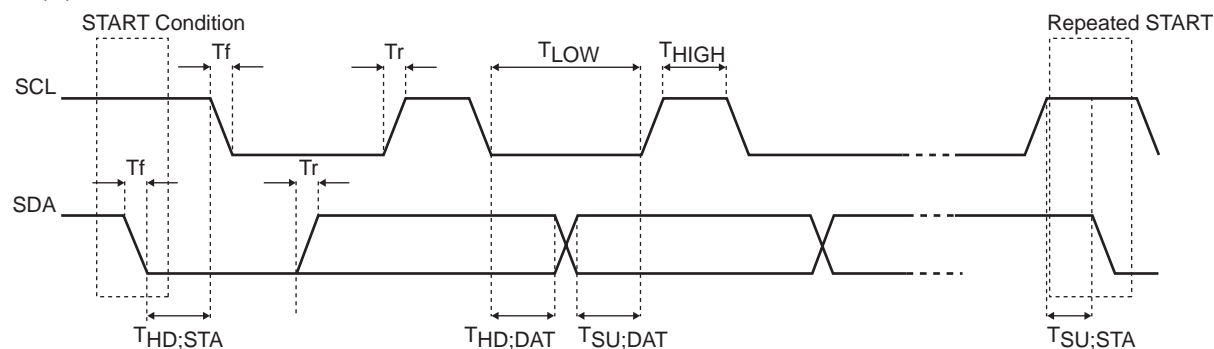 START Condition
Repeated START
Tf
Tr
TLOW
THIGH
SCL
Tf
Tr
SDA
THD;STA
THD;DAT
TSU;DAT
TSU;STA